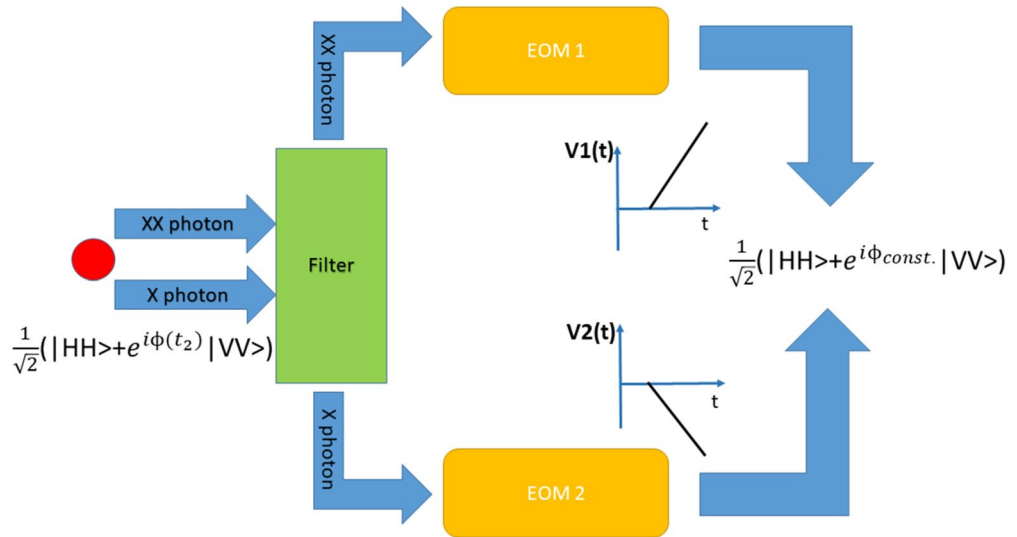 XX photon
EOM 1
V1(t)
t
XX photon
X photon
Filter
1/√2(|HH>+e^{iϕ(t₂)}|VV>)
1/√2(|HH>+e^{iϕ_{const.}}|VV>)
V2(t)
t
X photon
EOM 2